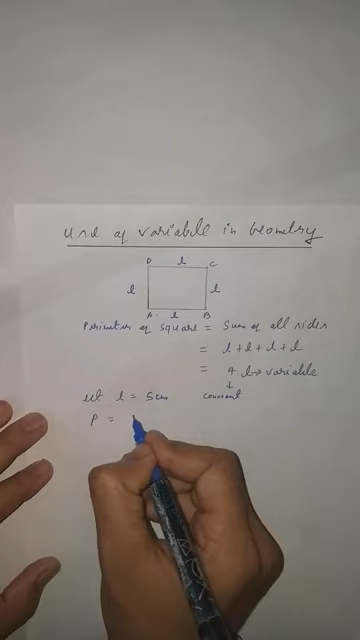 Use of variable in Geometry
D l C
l l
A l B
Perimeter of square = Sum of all sides
= l + l + l + l
= 4 l → variable
↓
Let l = 5cm constant
P =